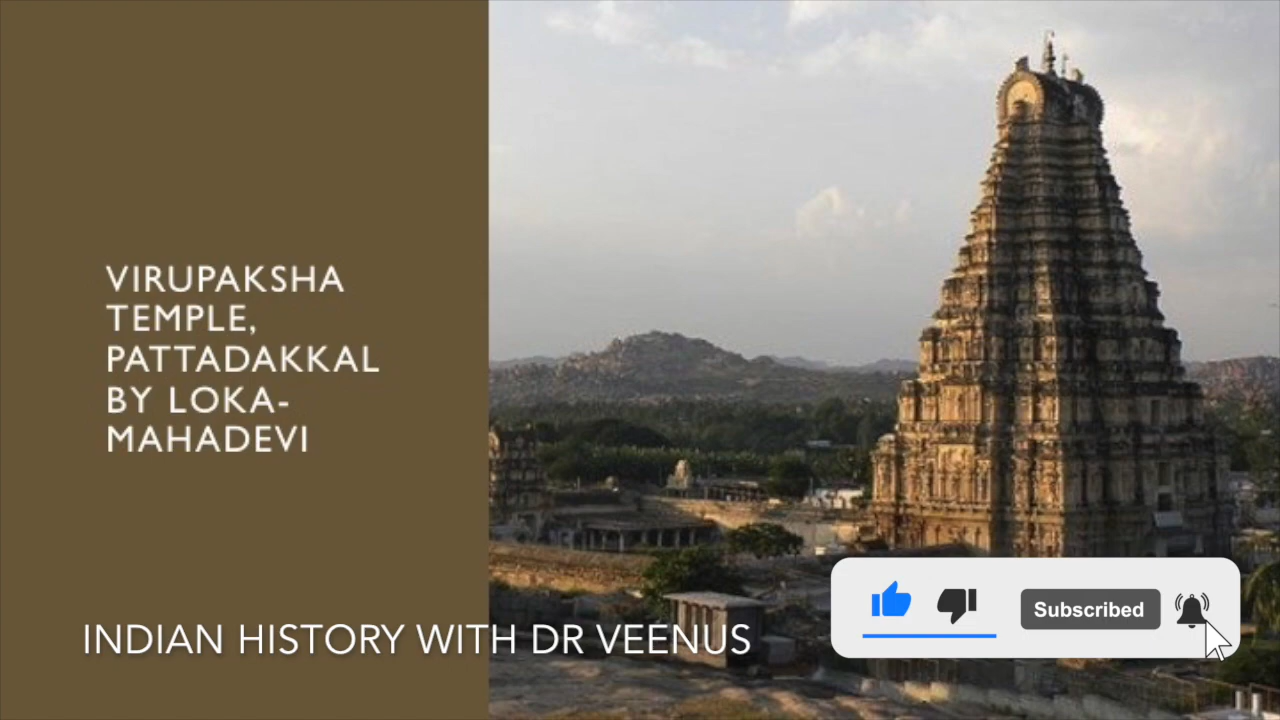 VIRUPAKSHA
TEMPLE,
PATTADAKKAL
BY LOKA-
MAHADEVI
INDIAN HISTORY WITH DR VEENUS
Subscribed